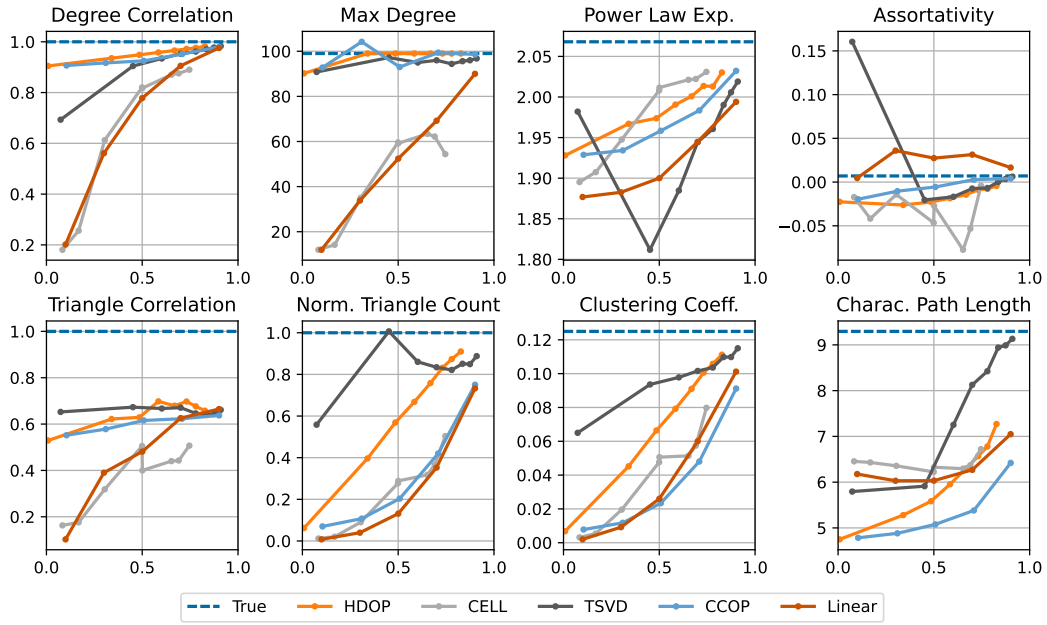 Degree Correlation
1.0
0.8
0.6
0.4
0.2
0.0 0.5 1.0
Max Degree
100
80
60
40
20
0.0 0.5 1.0
Power Law Exp.
2.05
2.00
1.95
1.90
1.85
1.80
0.0 0.5 1.0
Assortativity
0.15
0.10
0.05
0.00
−0.05
0.0 0.5 1.0
Triangle Correlation
1.0
0.8
0.6
0.4
0.2
0.0 0.5 1.0
Norm. Triangle Count
1.0
0.8
0.6
0.4
0.2
0.0
0.0 0.5 1.0
Clustering Coeff.
0.12
0.10
0.08
0.06
0.04
0.02
0.00
0.0 0.5 1.0
Charac. Path Length
9
8
7
6
5
0.0 0.5 1.0
True HDOP CELL TSVD CCOP Linear